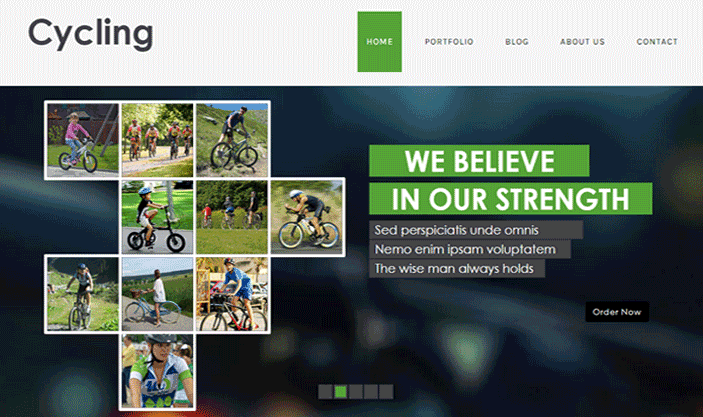 Cycling
HOME PORTFOLIO BLOG ABOUT US CONTACT
WE BELIEVE
IN OUR STRENGTH
Sed perspiciatis unde omnis
Nemo enim ipsam voluptatem
The wise man always holds
Order Now